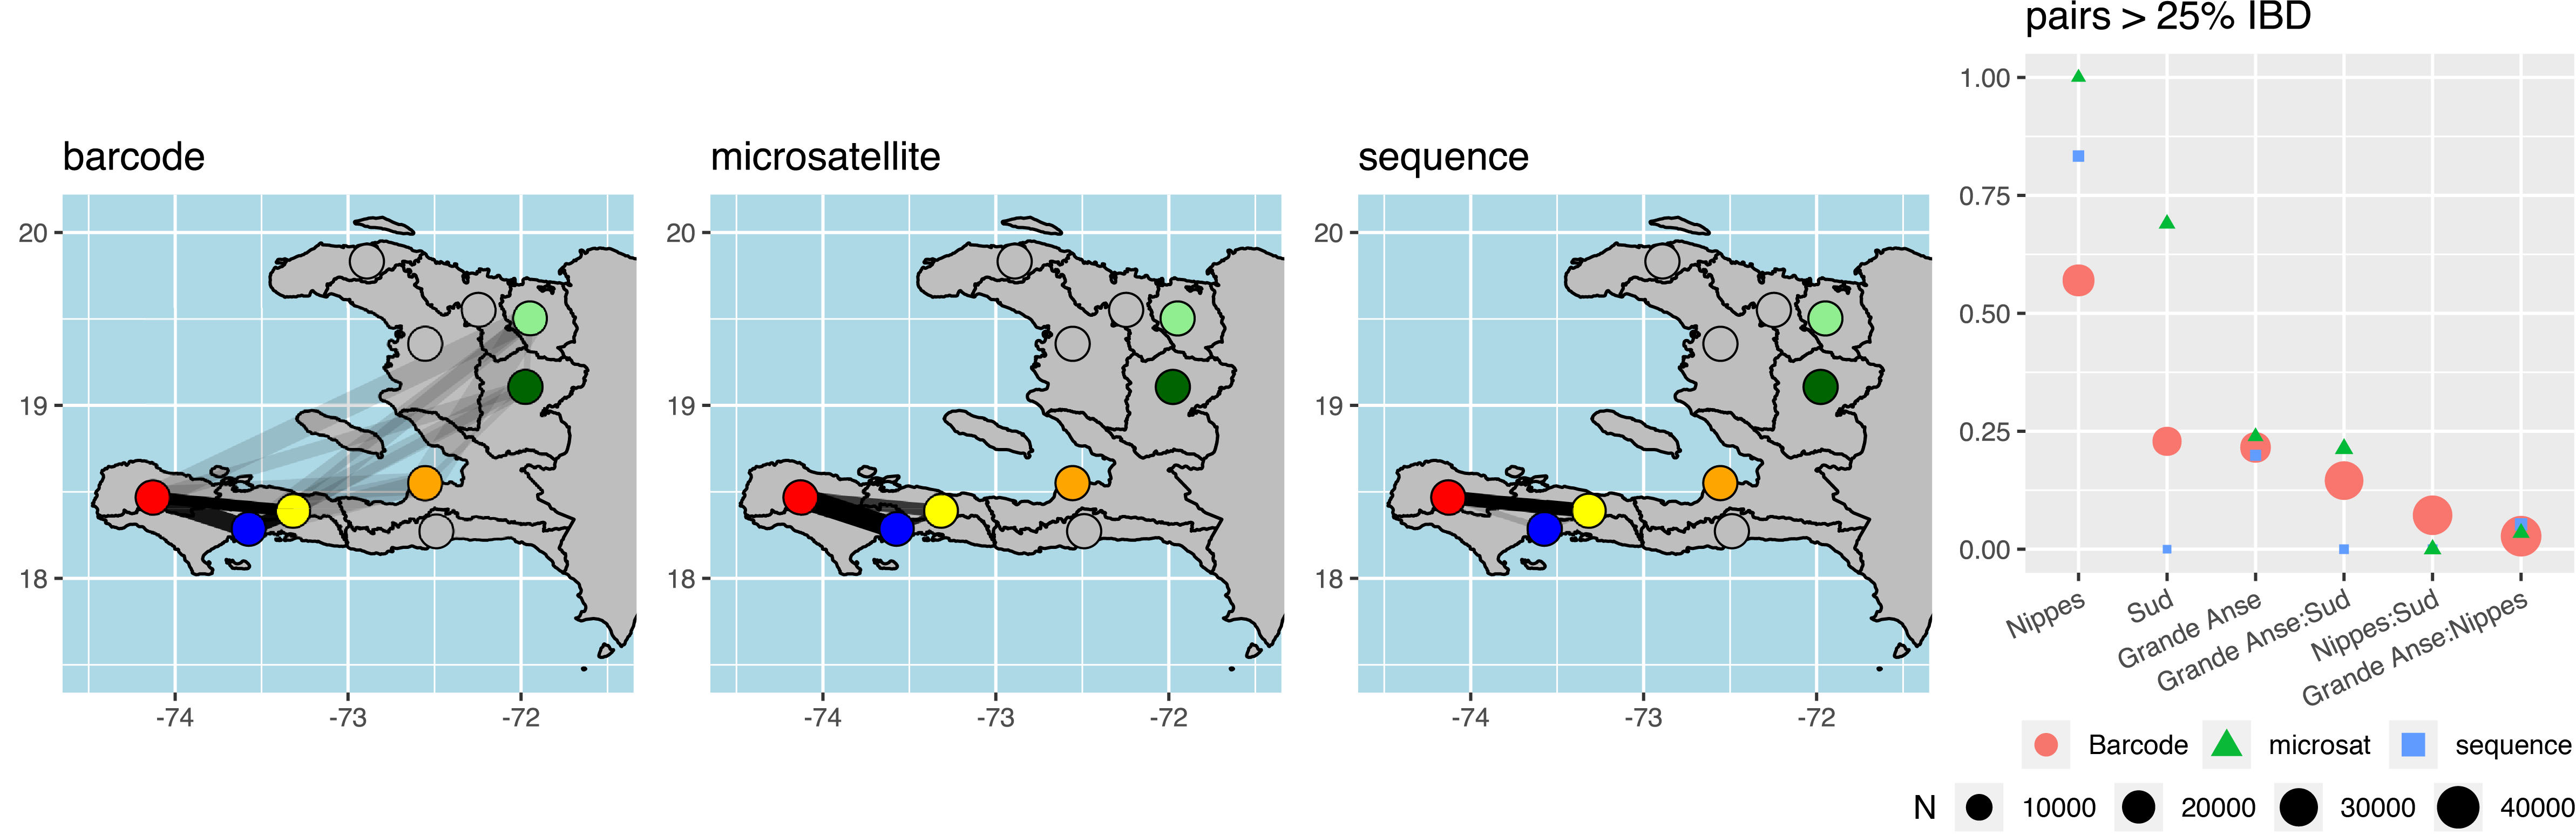 pairs > 25% IBD
barcode
microsatellite
sequence
20
19
18
-74
-73
-72
20
19
18
-74
-73
-72
20
19
18
-74
-73
-72
1.00
0.75
0.50
0.25
0.00
Nippes
Sud
Grande Anse
Grande Anse:Sud
Nippes:Sud
Grande Anse:Nippes
Barcode
microsat
sequence
N
10000
20000
30000
40000